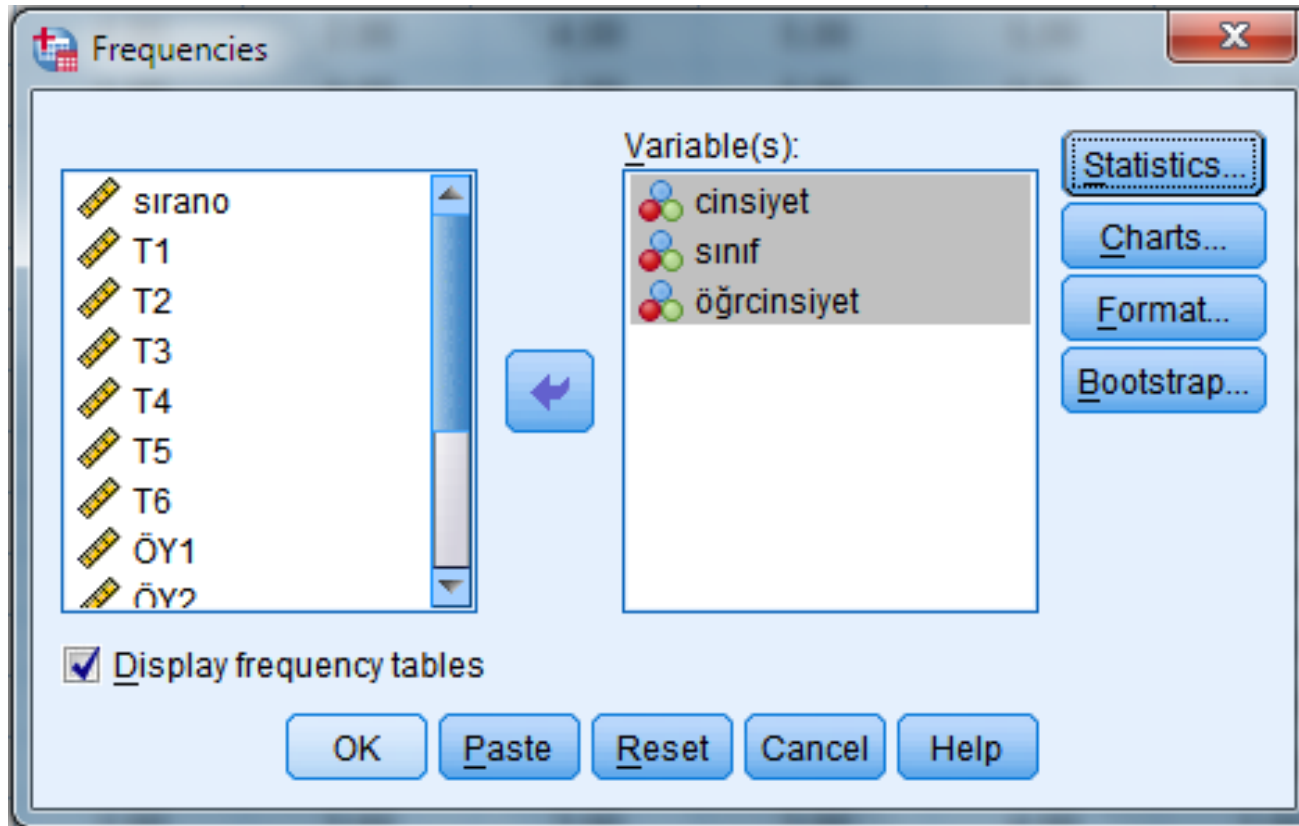 Frequencies
sırano
T1
T2
T3
T4
T5
T6
ÖY1
ÖY2
Variable(s):
cinsiyet
sınıf
öğrcinsiyet
Statistics...
Charts...
Format...
Bootstrap...
Display frequency tables
OK Paste Reset Cancel Help